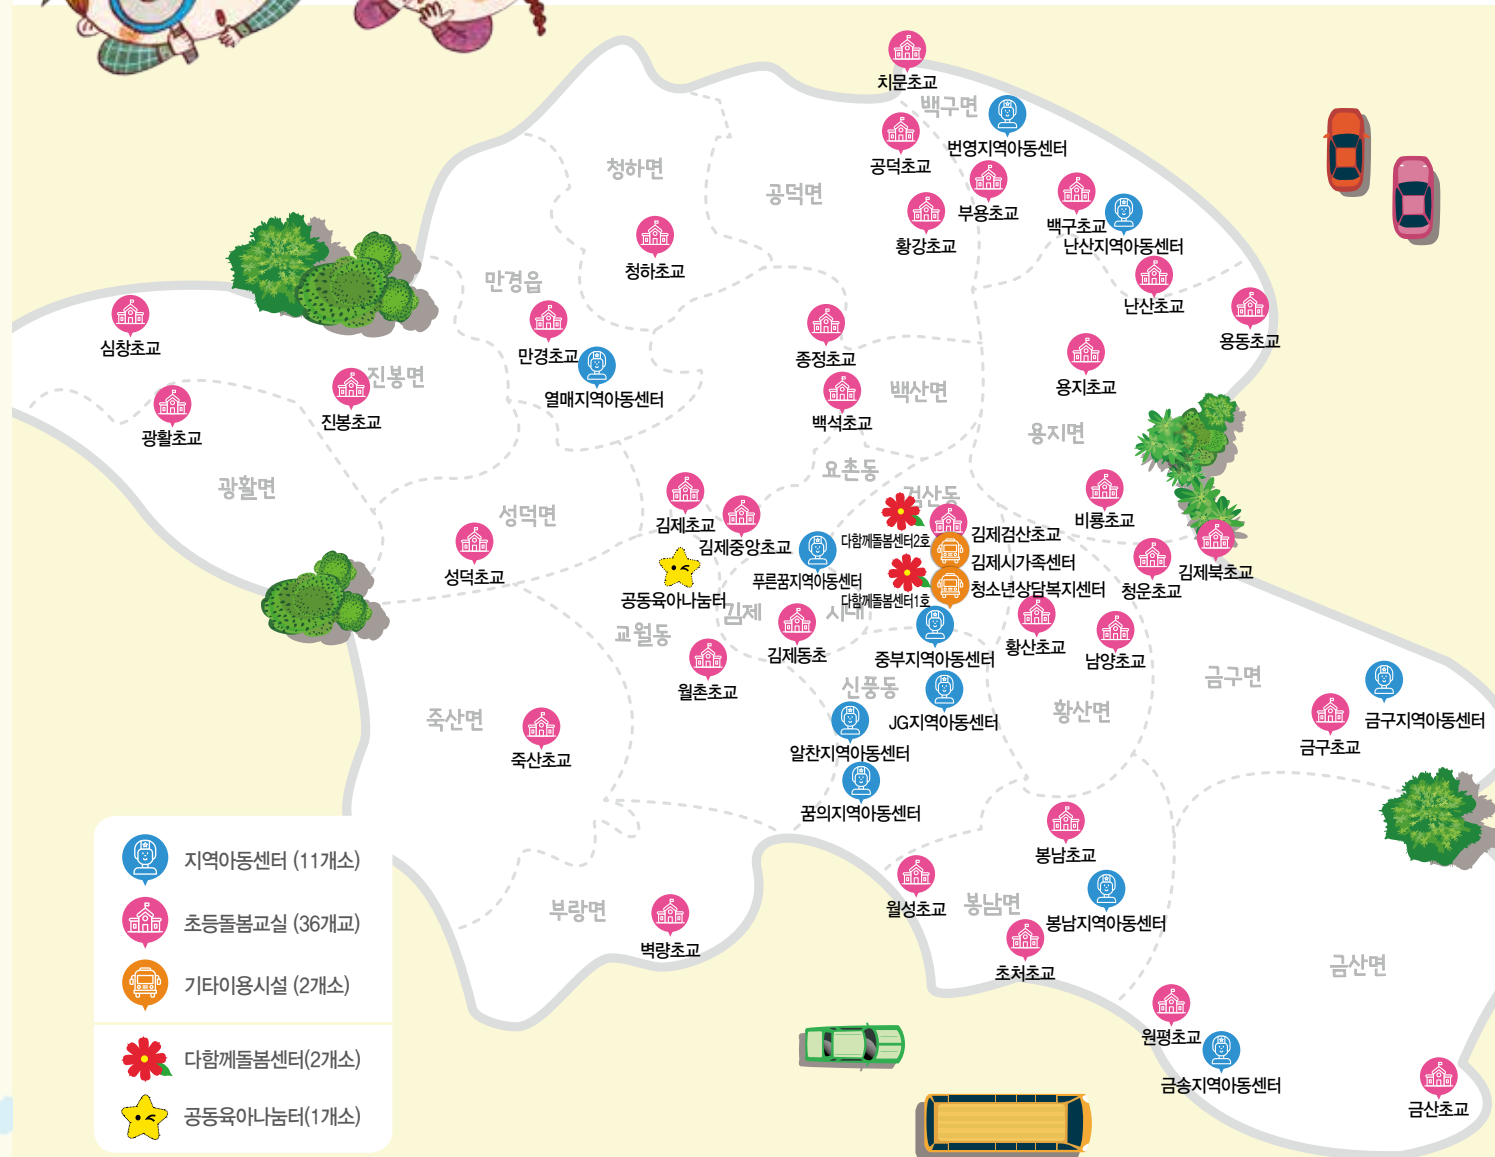 치문초교
백구면
번영지역아동센터
공덕초교
청하면
공덕면
부용초교
백구초교
난산지역아동센터
황강초교
청하초교
만경읍
난산초교
심창초교
만경초교
종정초교
용동초교
진봉면
열매지역아동센터
백산면
용지초교
광활초교
진봉초교
백석초교
용지면
요촌동
광활면
성덕면
검산동
김제초교
김제중앙초교
비룡초교
다함께돌봄센터2호
김제검산초교
김제시가족센터
성덕초교
푸른꿈지역아동센터
청운초교
김제북초교
공동육아나눔터
다함께돌봄센터1호
청소년상담복지센터
김제 시내
교월동
김제동초
중부지역아동센터
황산초교
남양초교
월촌초교
신풍동
금구면
죽산면
JG지역아동센터
황산면
금구지역아동센터
죽산초교
알찬지역아동센터
금구초교
꿈의지역아동센터
봉남초교
지역아동센터 (11개소)
초등돌봄교실 (36개교)
기타이용시설 (2개소)
다함께돌봄센터(2개소)
공동육아나눔터(1개소)
부랑면
벽량초교
월성초교
봉남면
봉남지역아동센터
초처초교
금산면
원평초교
금송지역아동센터
금산초교